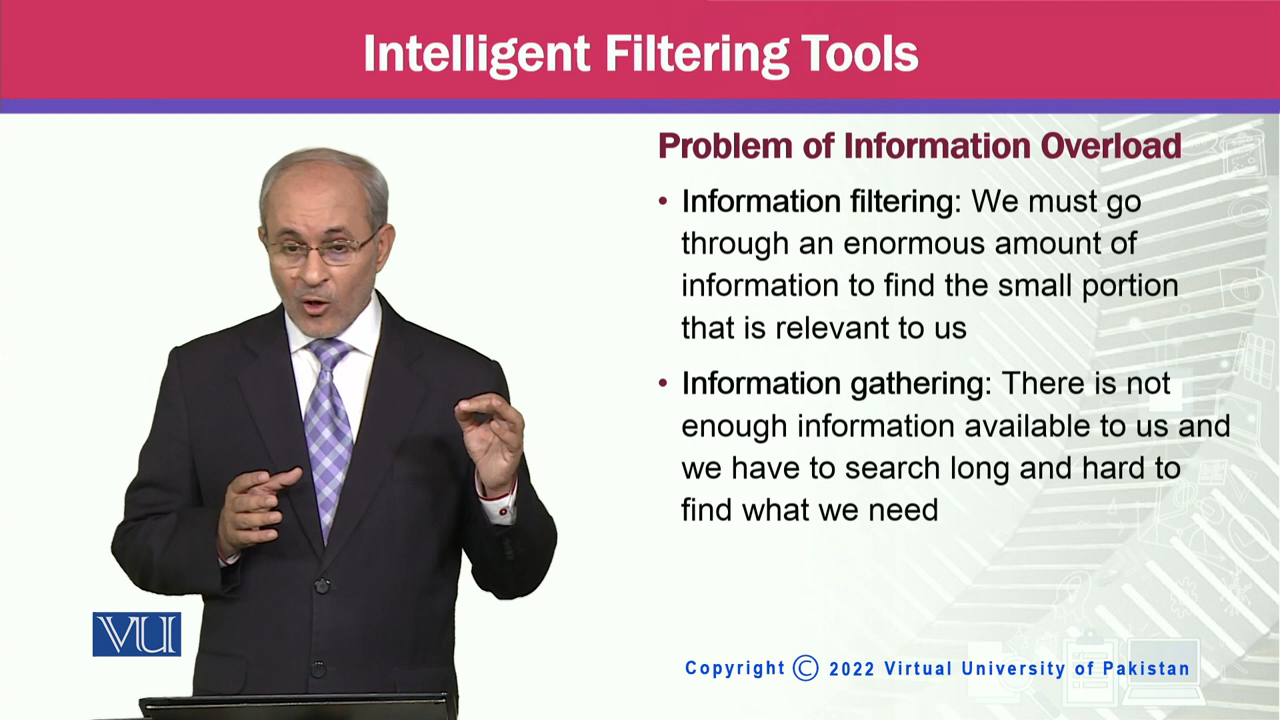 Intelligent Filtering Tools
Problem of Information Overload
• Information filtering: We must go
through an enormous amount of
information to find the small portion
that is relevant to us
• Information gathering: There is not
enough information available to us and
we have to search long and hard to
find what we need
VU
Copyright © 2022 Virtual University of Pakistan